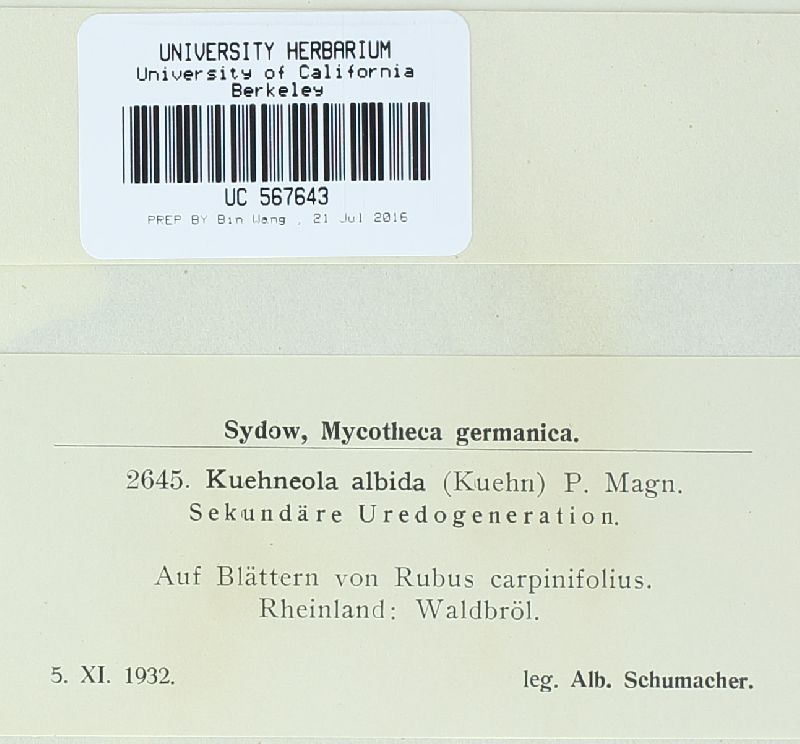 UNIVERSITY HERBARIUM
University of California
Berkeley
UC 567643
PREP BY Bin Wang , 21 Jul 2016
Sydow, Mycotheca germanica.
2645. Kuehneola albida (Kuehn) P. Magn.
Sekundäre Uredogeneration.
Auf Blättern von Rubus carpinifolius.
Rheinland: Waldbröl.
5. XI. 1932. leg. Alb. Schumacher.